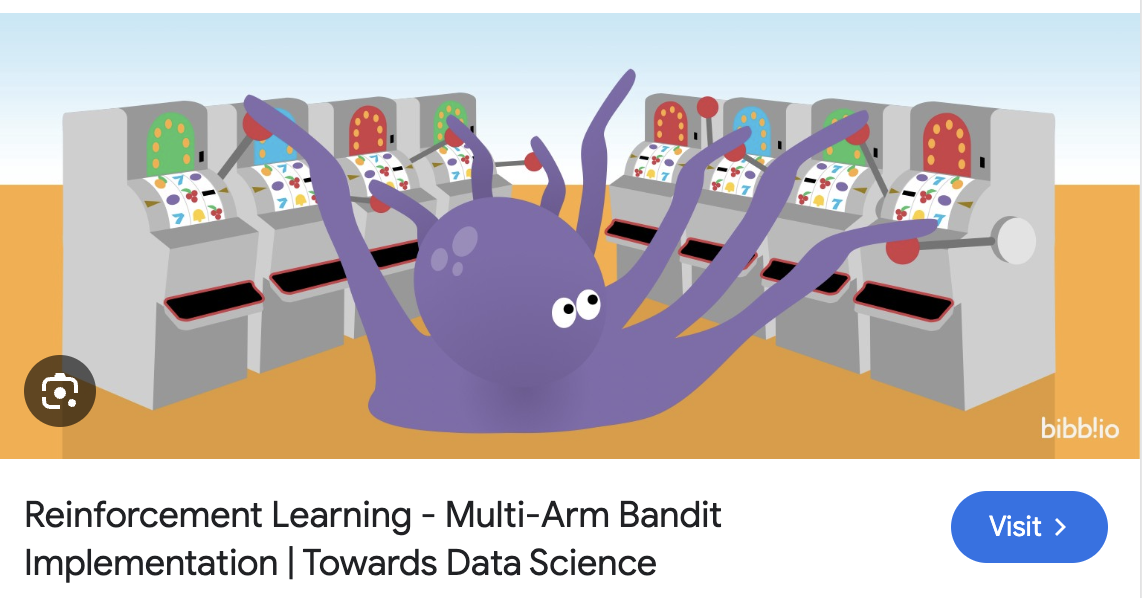 bibb!io
Reinforcement Learning - Multi-Arm Bandit
Implementation | Towards Data Science
Visit >